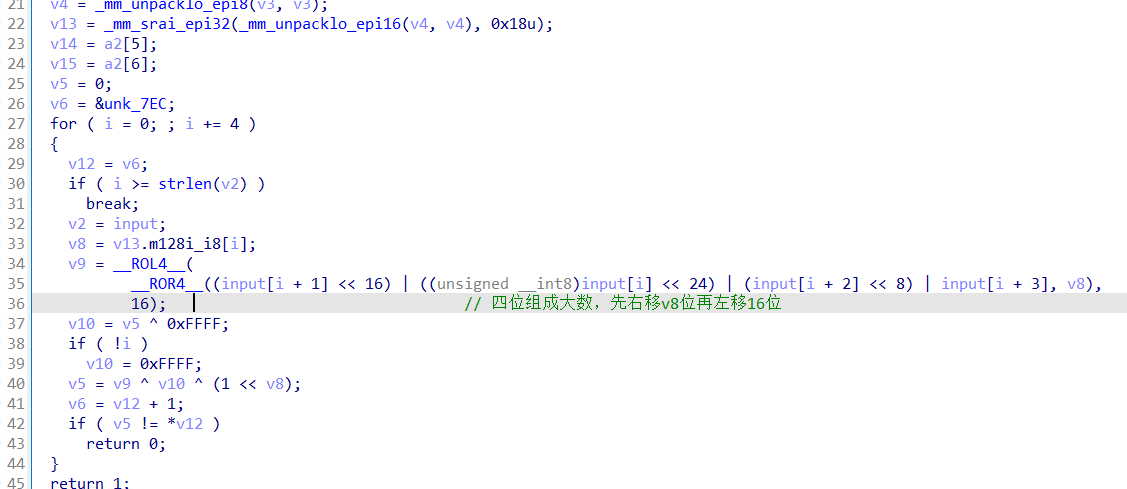 21 v4 = _mm_unpacklo_epi8(v3, v3);
22 v13 = _mm_srai_epi32(_mm_unpacklo_epi16(v4, v4), 0x18u);
23 v14 = a2[5];
24 v15 = a2[6];
25 v5 = 0;
26 v6 = &unk_7EC;
27 for ( i = 0; ; i += 4 )
28 {
29 v12 = v6;
30 if ( i >= strlen(v2) )
31 break;
32 v2 = input;
33 v8 = v13.m128i_i8[i];
34 v9 = __ROL4__(
35 __ROR4__((input[i + 1] << 16) | ((unsigned __int8)input[i] << 24) | (input[i + 2] << 8) | input[i + 3], v8),
36 16); // 四位组成大数，先右移v8位再左移16位
37 v10 = v5 ^ 0xFFFF;
38 if ( !i )
39 v10 = 0xFFFF;
40 v5 = v9 ^ v10 ^ (1 << v8);
41 v6 = v12 + 1;
42 if ( v5 != *v12 )
43 return 0;
44 }
45 return 1;